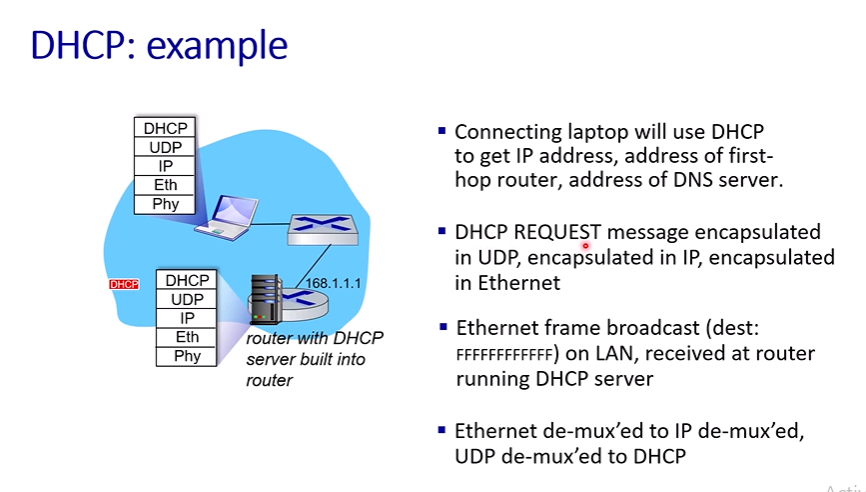 DHCP: example
DHCP
UDP
IP
Eth
Phy
168.1.1.1
DHCP
DHCP
UDP
IP
Eth
Phy
router with DHCP
server built into
router
▪ Connecting laptop will use DHCP
to get IP address, address of first-
hop router, address of DNS server.
▪ DHCP REQUEST message encapsulated
in UDP, encapsulated in IP, encapsulated
in Ethernet
▪ Ethernet frame broadcast (dest:
FFFFFFFFFFFF) on LAN, received at router
running DHCP server
▪ Ethernet de-mux’ed to IP de-mux’ed,
UDP de-mux’ed to DHCP